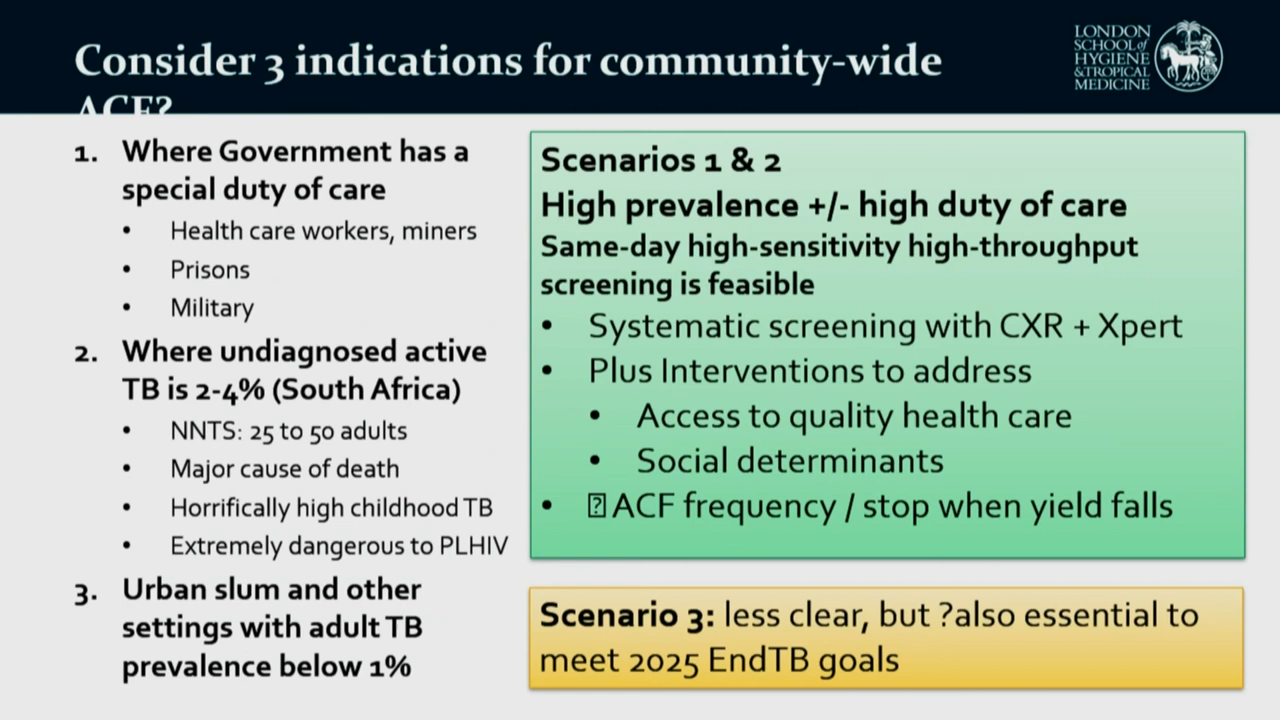 Consider 3 indications for community-wide
ACF?
LONDON
SCHOOL of
HYGIENE
& TROPICAL
MEDICINE
1. Where Government has a
special duty of care
• Health care workers, miners
• Prisons
• Military
2. Where undiagnosed active
TB is 2-4% (South Africa)
• NNTS: 25 to 50 adults
• Major cause of death
• Horrifically high childhood TB
• Extremely dangerous to PLHIV
3. Urban slum and other
settings with adult TB
prevalence below 1%
Scenarios 1 & 2
High prevalence +/- high duty of care
Same-day high-sensitivity high-throughput
screening is feasible
• Systematic screening with CXR + Xpert
• Plus Interventions to address
• Access to quality health care
• Social determinants
• ⍰ ACF frequency / stop when yield falls
Scenario 3: less clear, but ?also essential to
meet 2025 EndTB goals